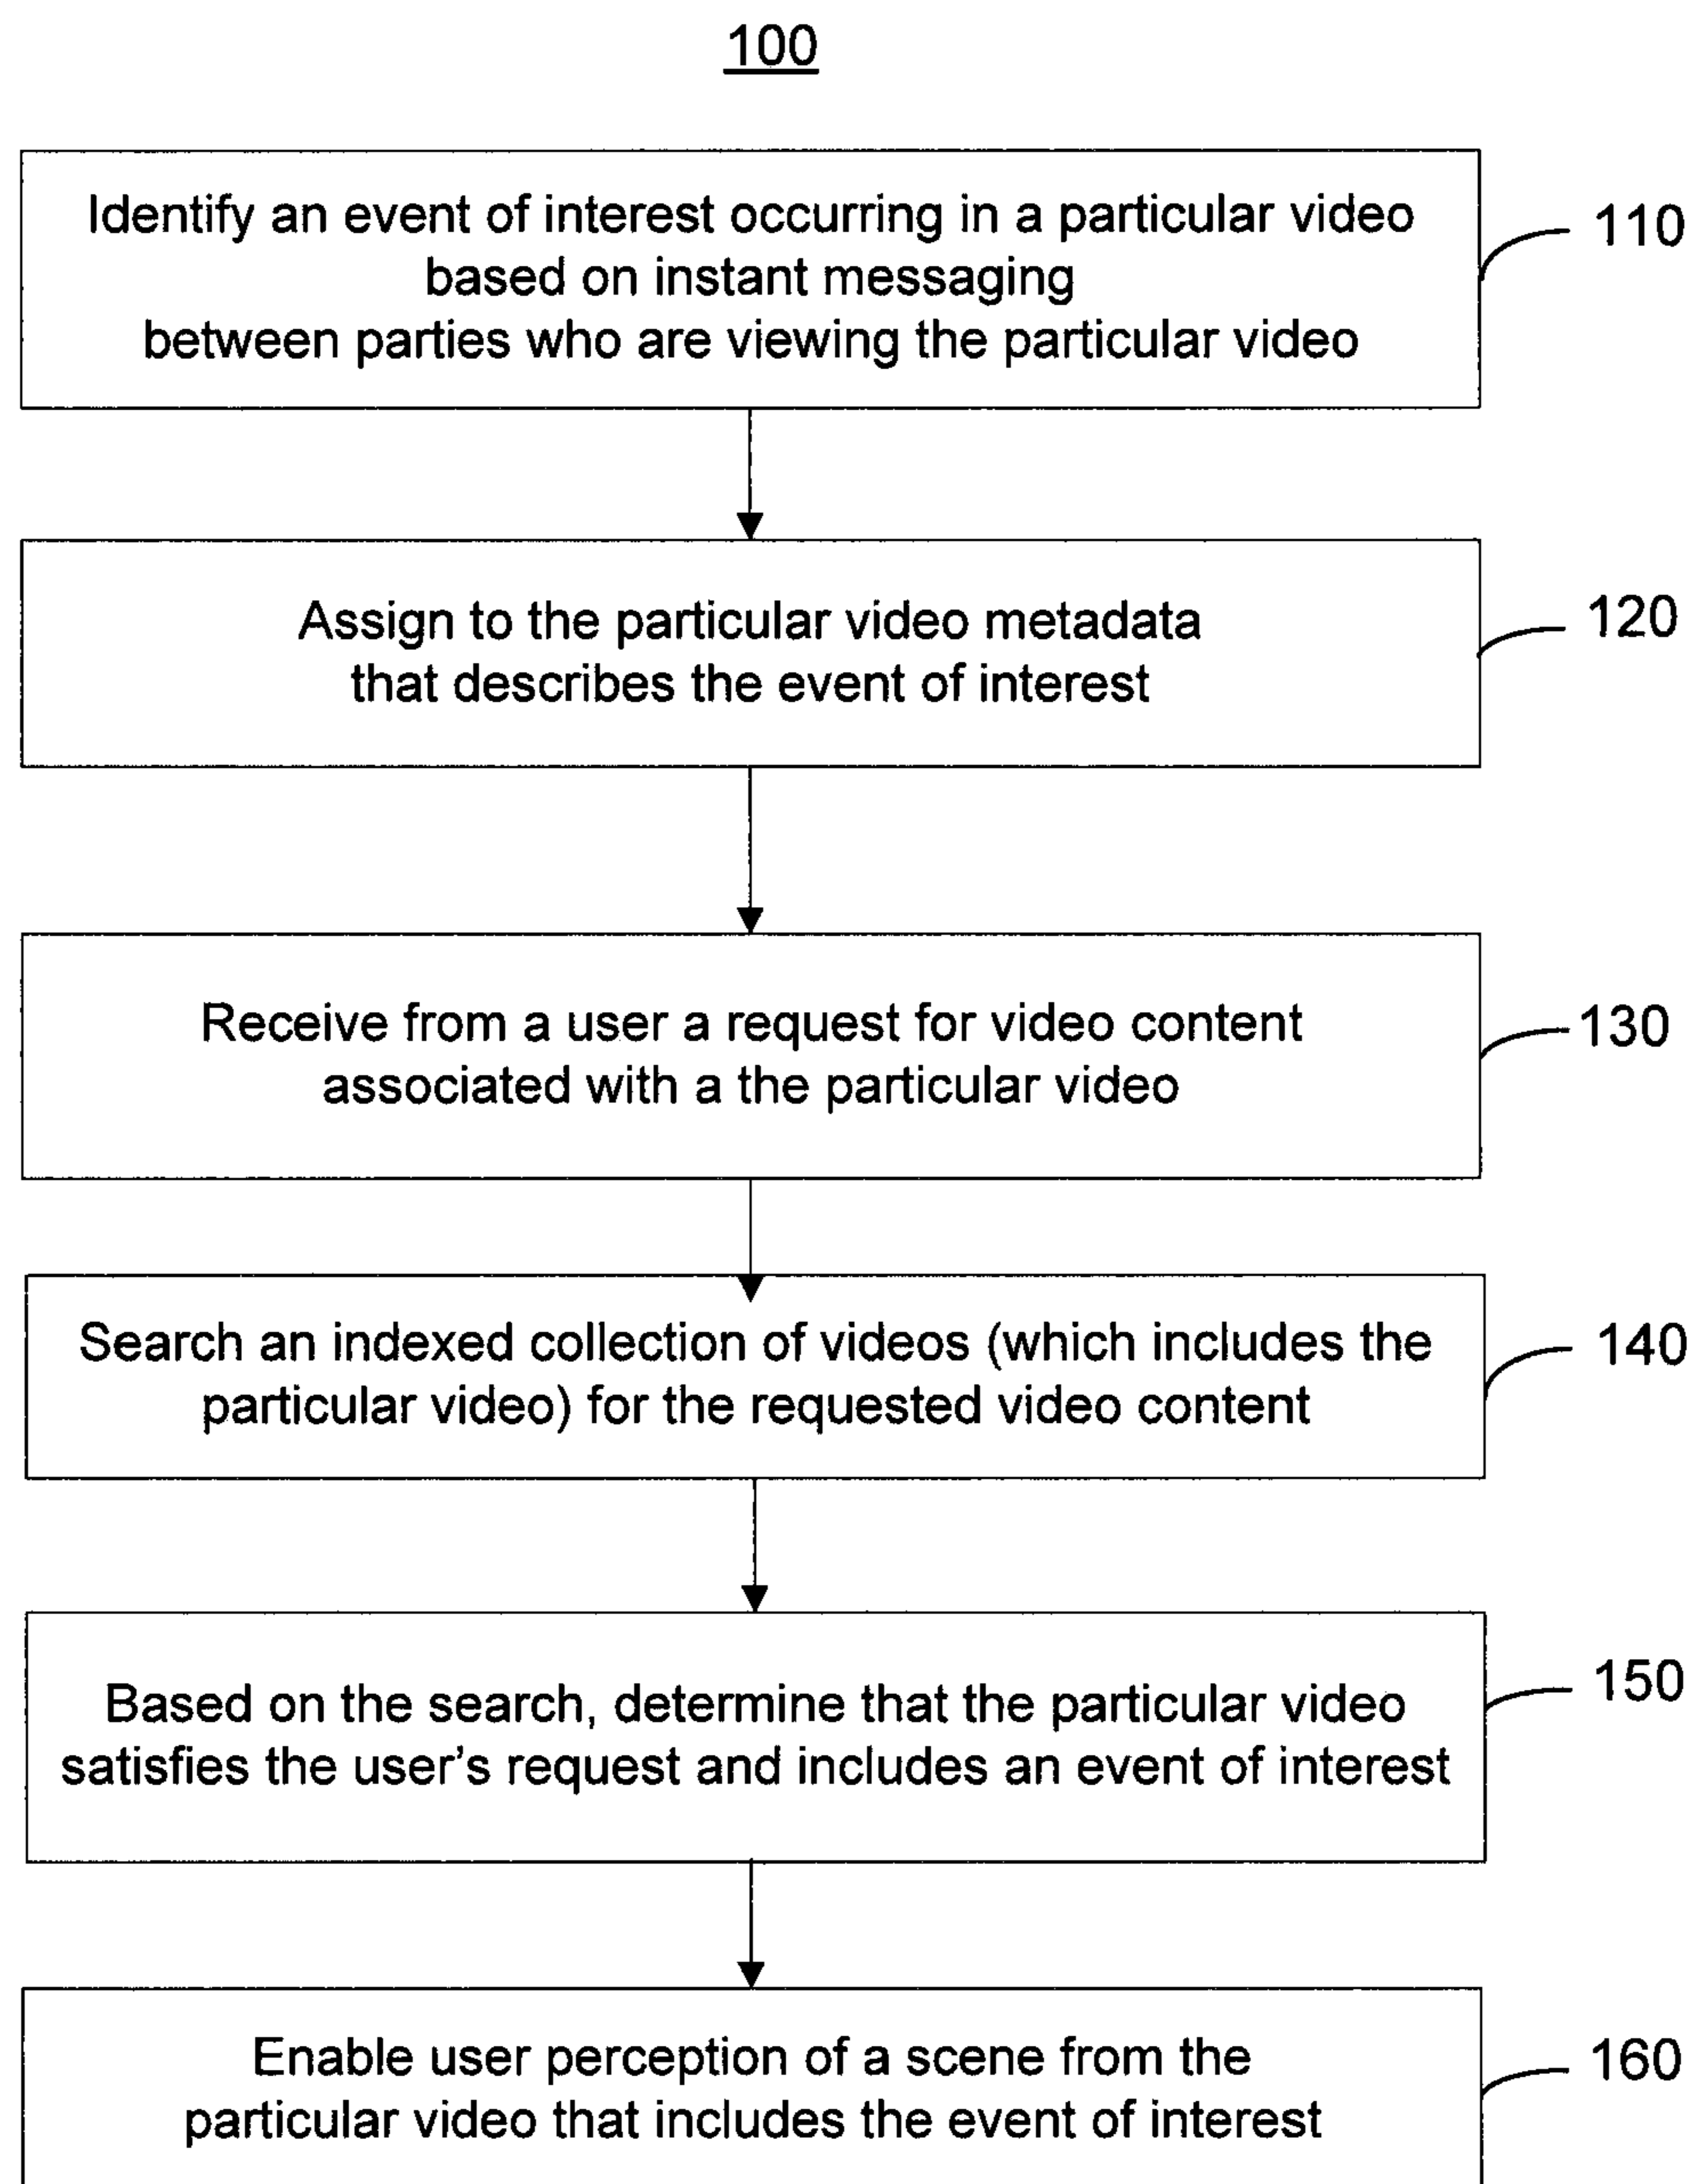 100
Identify an event of interest occurring in a particular video
based on instant messaging
between parties who are viewing the particular video
110
Assign to the particular video metadata
that describes the event of interest
120
Receive from a user a request for video content
associated with a the particular video
130
Search an indexed collection of videos (which includes the
particular video) for the requested video content
140
Based on the search, determine that the particular video
satisfies the user's request and includes an event of interest
150
Enable user perception of a scene from the
particular video that includes the event of interest
160